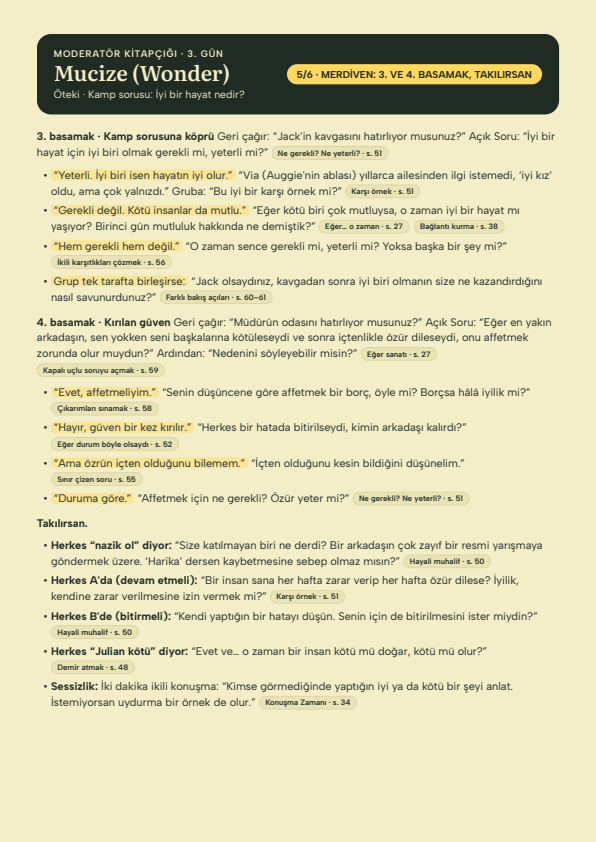 MODERATÖR KİTAPÇIĞI · 3. GÜN
Mucize (Wonder)
Öteki · Kamp sorusu: İyi bir hayat nedir?
5/6 · MERDİVEN: 3. VE 4. BASAMAK, TAKILIRSAN
3. basamak · Kamp sorusuna köprü Geri çağır: “Jack'in kavgasını hatırlıyor musunuz?” Açık Soru: “İyi bir
hayat için iyi biri olmak gerekli mi, yeterli mi?” Ne gerekli? Ne yeterli? · s. 51
• “Yeterli. İyi biri isen hayatın iyi olur.” “Via (Auggie'nin ablası) yıllarca ailesinden ilgi istemedi, ‘iyi kız’
oldu, ama çok yalnızdı.” Gruba: “Bu iyi bir karşı örnek mi?” Karşı örnek · s. 51
• “Gerekli değil. Kötü insanlar da mutlu.” “Eğer kötü biri çok mutluysa, o zaman iyi bir hayat mı
yaşıyor? Birinci gün mutluluk hakkında ne demiştik?” Eğer… o zaman · s. 27 Bağlantı kurma · s. 38
• “Hem gerekli hem değil.” “O zaman sence gerekli mi, yeterli mi? Yoksa başka bir şey mi?”
İkili karşıtlıkları çözmek · s. 56
• Grup tek tarafta birleşirse: “Jack olsaydınız, kavgadan sonra iyi biri olmanın size ne kazandırdığını
nasıl savunurdunuz?” Farklı bakış açıları · s. 60–61
4. basamak · Kırılan güven Geri çağır: “Müdürün odasını hatırlıyor musunuz?” Açık Soru: “Eğer en yakın
arkadaşın, sen yokken seni başkalarına kötüleseydi ve sonra içtenlikle özür dileseydi, onu affetmek
zorunda olur muydun?” Ardından: “Nedenini söyleyebilir misin?” Eğer sanatı · s. 27
Kapalı uçlu soruyu açmak · s. 59
• “Evet, affetmeliyim.” “Senin düşüncene göre affetmek bir borç, öyle mi? Borçsa hâlâ iyilik mi?”
Çıkarımları sınamak · s. 58
• “Hayır, güven bir kez kırılır.” “Herkes bir hatada bitirilseydi, kimin arkadaşı kalırdı?”
Eğer durum böyle olsaydı · s. 52
• “Ama özrün içten olduğunu bilemem.” “İçten olduğunu kesin bildiğini düşünelim.”
Sınır çizen soru · s. 55
• “Duruma göre.” “Affetmek için ne gerekli? Özür yeter mi?” Ne gerekli? Ne yeterli? · s. 51
Takılırsan.
• Herkes “nazik ol” diyor: “Size katılmayan biri ne derdi? Bir arkadaşın çok zayıf bir resmi yarışmaya
göndermek üzere. ‘Harika’ dersen kaybetmesine sebep olmaz mısın?” Hayali muhalif · s. 50
• Herkes A'da (devam etmeli): “Bir insan sana her hafta zarar verip her hafta özür dilese? İyilik,
kendine zarar verilmesine izin vermek mi?” Karşı örnek · s. 51
• Herkes B'de (bitirmeli): “Kendi yaptığın bir hatayı düşün. Senin için de bitirilmesini ister miydin?”
Hayali muhalif · s. 50
• Herkes “Julian kötü” diyor: “Evet ve… o zaman bir insan kötü mü doğar, kötü mü olur?”
Demir atmak · s. 48
• Sessizlik: İki dakika ikili konuşma: “Kimse görmediğinde yaptığın iyi ya da kötü bir şeyi anlat.
İstemiyorsan uydurma bir örnek de olur.” Konuşma Zamanı · s. 34